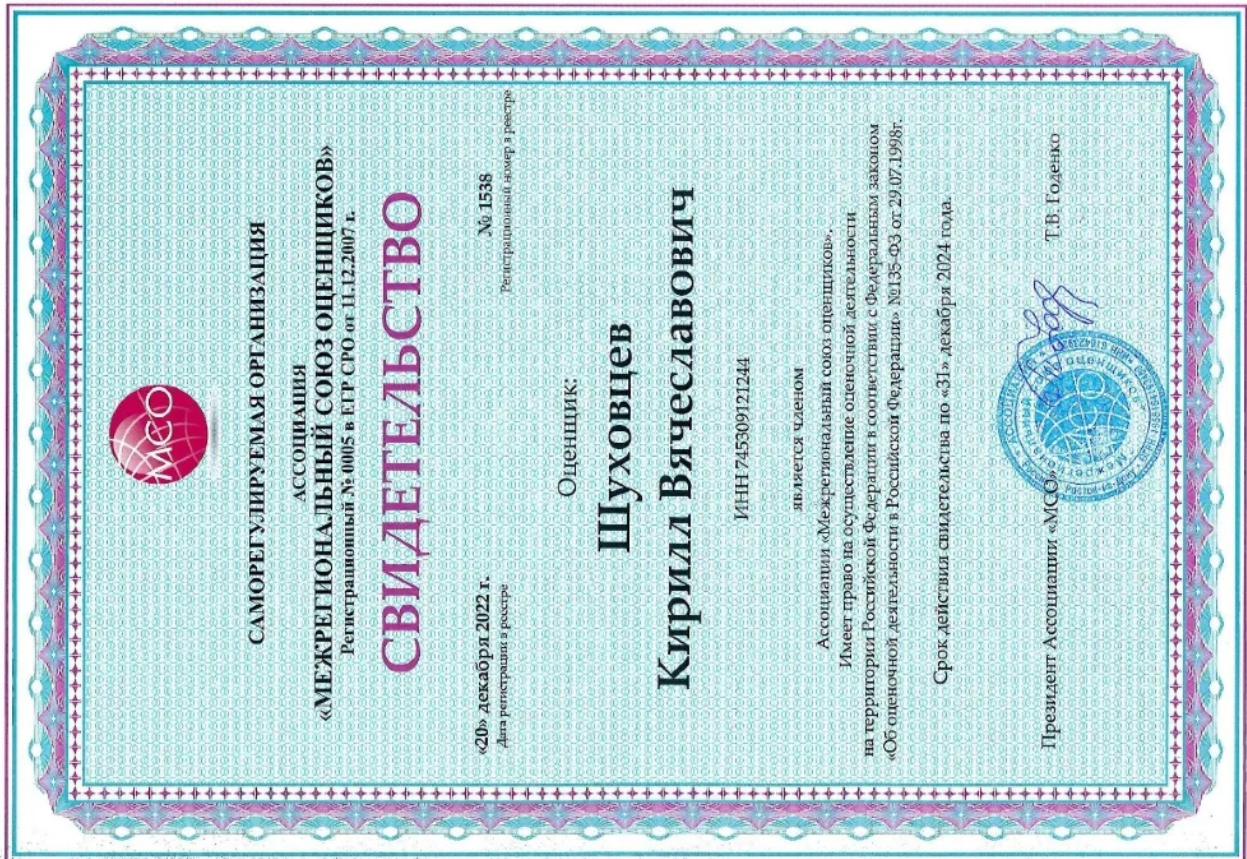 МСО
САМОРЕГУЛИРУЕМАЯ ОРГАНИЗАЦИЯ
АССОЦИАЦИЯ
«МЕЖРЕГИОНАЛЬНЫЙ СОЮЗ ОЦЕНЩИКОВ»
Регистрационный № 0005 в ЕГР СРО от 11.12.2007 г.
СВИДЕТЕЛЬСТВО
«20» декабря 2022 г. № 1538
Дата регистрации в реестре Регистрационный номер в реестре
Оценщик:
Шуховцев
Кирилл Вячеславович
ИНН 745309121244
является членом
Ассоциации «Межрегиональный союз оценщиков».
Имеет право на осуществление оценочной деятельности
на территории Российской Федерации в соответствии с Федеральным законом
«Об оценочной деятельности в Российской Федерации» №135-ФЗ от 29.07.1998г.
Срок действия свидетельства по «31» декабря 2024 года.
Президент Ассоциации «МСО» Т.В. Годенко